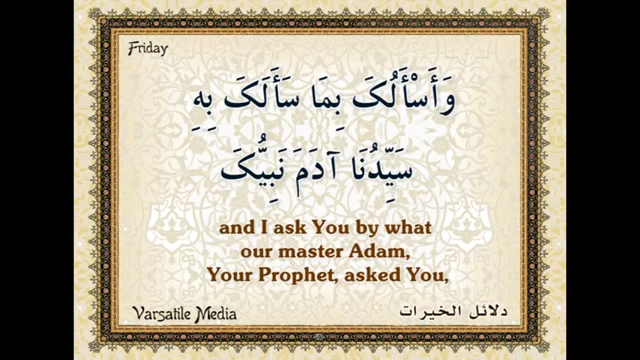 Friday
وَأَسْأَلُكَ بِمَا سَأَلَكَ بِهِ
سَيِّدُنَا آدَمَ نَبِيُّكَ
and I ask You by what
our master Adam,
Your Prophet, asked You,
Varsatile Media
دلائل الخيرات